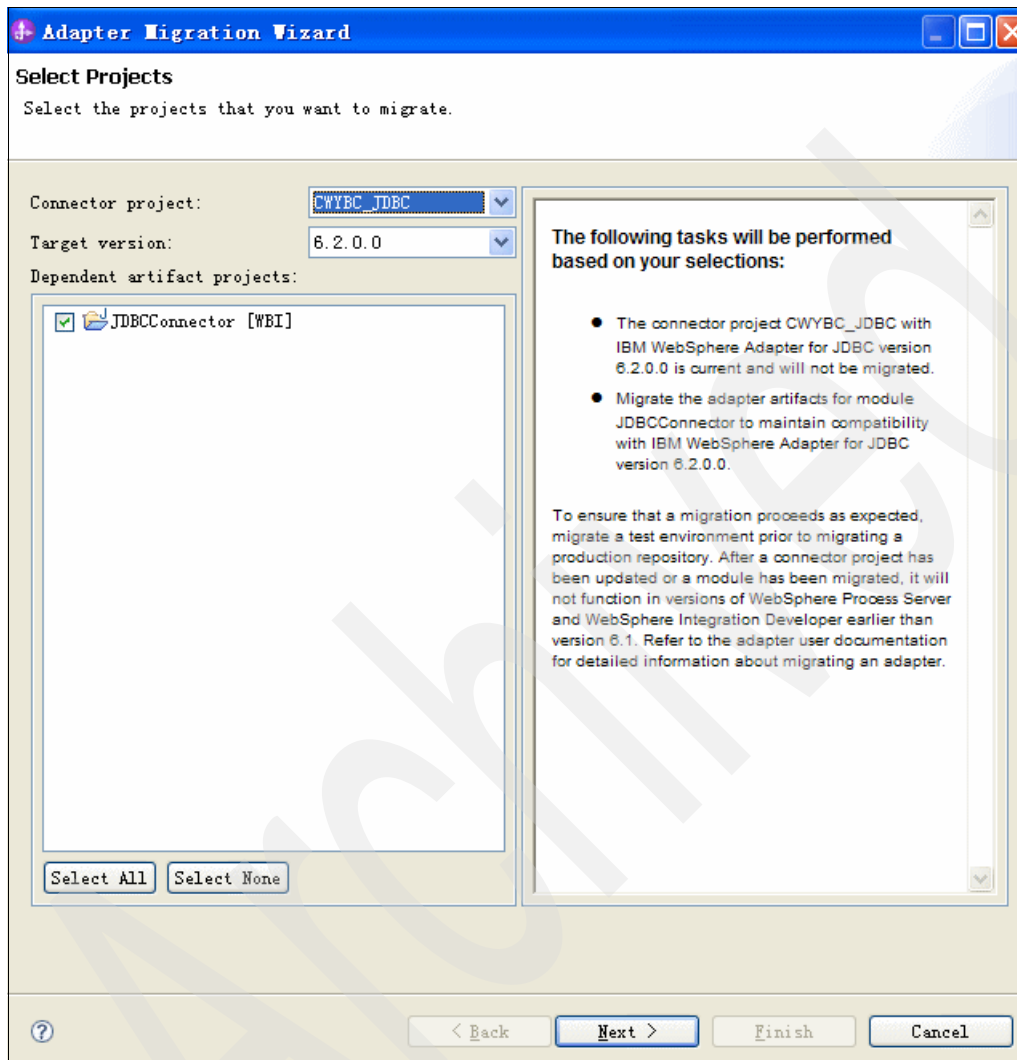 Adapter Migration Wizard
Select Projects
Select the projects that you want to migrate.
Connector project:
CWYBC_JDBC
Target version:
6.2.0.0
Dependent artifact projects:
JDBCConnector [WBI]
Select All
Select None
The following tasks will be performed
based on your selections:
● The connector project CWYBC_JDBC with
IBM WebSphere Adapter for JDBC version
6.2.0.0 is current and will not be migrated.
● Migrate the adapter artifacts for module
JDBCConnector to maintain compatibility
with IBM WebSphere Adapter for JDBC
version 6.2.0.0.
To ensure that a migration proceeds as expected,
migrate a test environment prior to migrating a
production repository. After a connector project has
been updated or a module has been migrated, it will
not function in versions of WebSphere Process Server
and WebSphere Integration Developer earlier than
version 6.1. Refer to the adapter user documentation
for detailed information about migrating an adapter.
?
< Back
Next >
Finish
Cancel
Archived